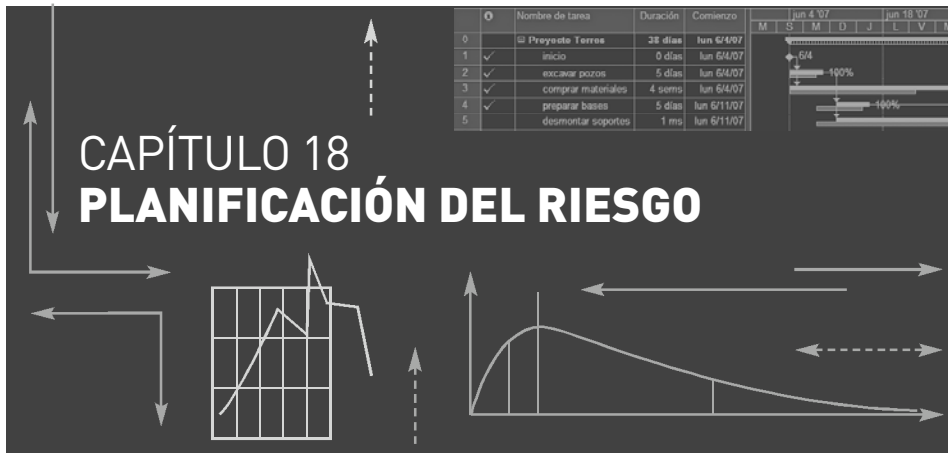 Nombre de tarea Duración Comienzo jun 4 '07 jun 18 '07
M S M D J L V
0 Proyecto Torres 38 días lun 6/4/07
1 inicio 0 días lun 6/4/07 6/4
2 excavar pozos 5 días lun 6/4/07 100%
3 comprar materiales 4 sems lun 6/4/07
4 preparar bases 5 días lun 6/11/07 100%
5 desmontar soportes 1 ms lun 6/11/07
CAPÍTULO 18
PLANIFICACIÓN DEL RIESGO